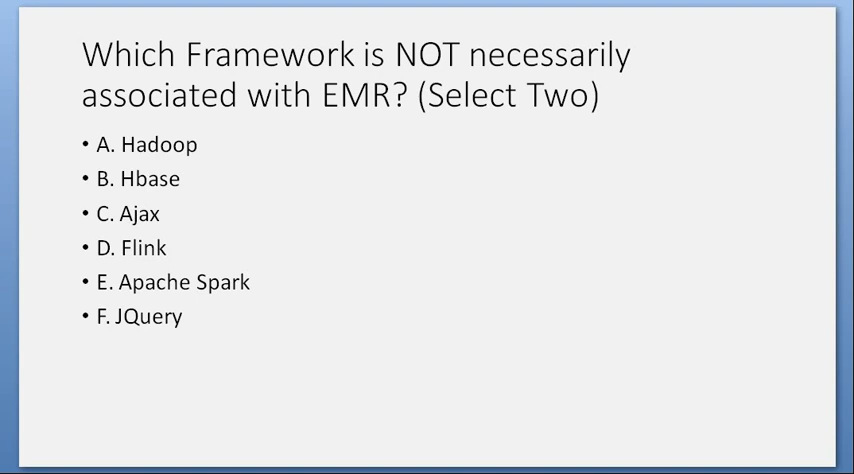 Which Framework is NOT necessarily
associated with EMR? (Select Two)
• A. Hadoop
• B. Hbase
• C. Ajax
• D. Flink
• E. Apache Spark
• F. JQuery